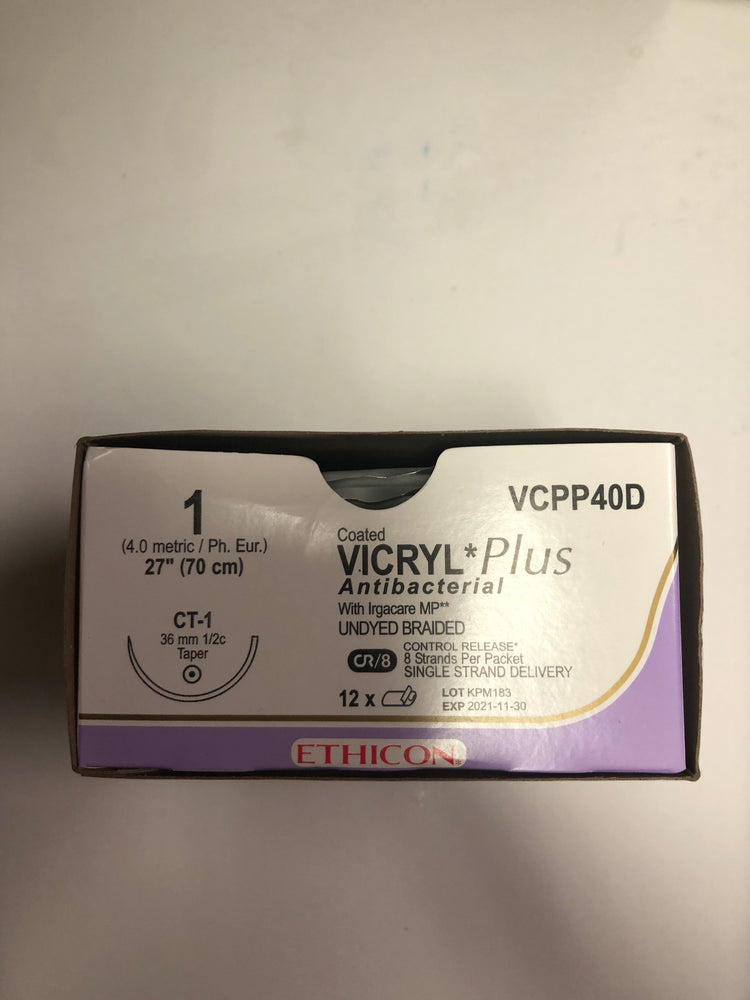 1
(4.0 metric / Ph. Eur.)
27" (70 cm)
CT-1
36 mm 1/2c
Taper
VCPP40D
Coated
VICRYL* Plus
Antibacterial
With Irgacare MP**
UNDYED BRAIDED
CR/8
CONTROL RELEASE*
8 Strands Per Packet
SINGLE STRAND DELIVERY
12 x
LOT KPM183
EXP 2021-11-30
ETHICON